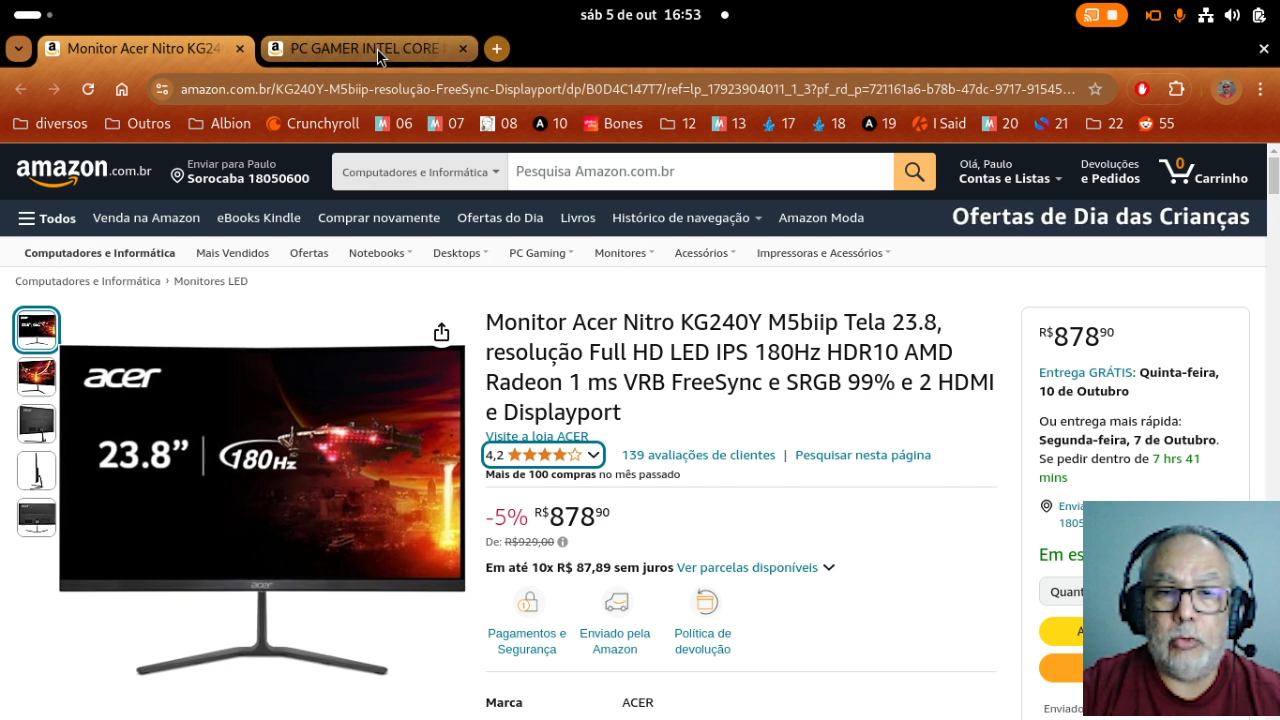 sáb 5 de out 16:53
Monitor Acer Nitro KG24
PC GAMER INTEL CORE
amazon.com.br/KG240Y-M5biip-resolução-FreeSync-Displayport/dp/B0D4C147T7/ref=lp_17923904011_1_3?pf_rd_p=721161a6-b78b-47dc-9717-91545...
diversos Outros Albion Crunchyroll 06 07 08 10 Bones 12 13 17 18 19 I Said 20 21 22 55
amazon.com.br
Enviar para Paulo
Sorocaba 18050600
Computadores e Informática
Pesquisa Amazon.com.br
Olá, Paulo
Contas e Listas
Devoluções
e Pedidos
0
Carrinho
Todos Venda na Amazon eBooks Kindle Comprar novamente Ofertas do Dia Livros Histórico de navegação Amazon Moda Ofertas de Dia das Crianças
Computadores e Informática Mais Vendidos Ofertas Notebooks Desktops PC Gaming Monitores Acessórios Impressoras e Acessórios
Computadores e Informática › Monitores LED
acer
23.8” | 180Hz
acer
Monitor Acer Nitro KG240Y M5biip Tela 23.8,
resolução Full HD LED IPS 180Hz HDR10 AMD
Radeon 1 ms VRB FreeSync e SRGB 99% e 2 HDMI
e Displayport
Visite a loja ACER
4,2 139 avaliações de clientes | Pesquisar nesta página
Mais de 100 compras no mês passado
-5% R$87890
De: R$929,00
Em até 10x R$ 87,89 sem juros Ver parcelas disponíveis
Pagamentos e
Segurança
Enviado pela
Amazon
Política de
devolução
Marca ACER
R$87890
Entrega GRÁTIS: Quinta-feira,
10 de Outubro
Ou entrega mais rápida:
Segunda-feira, 7 de Outubro.
Se pedir dentro de 7 hrs 41
mins
1805
Em es
Quant
A
Enviado